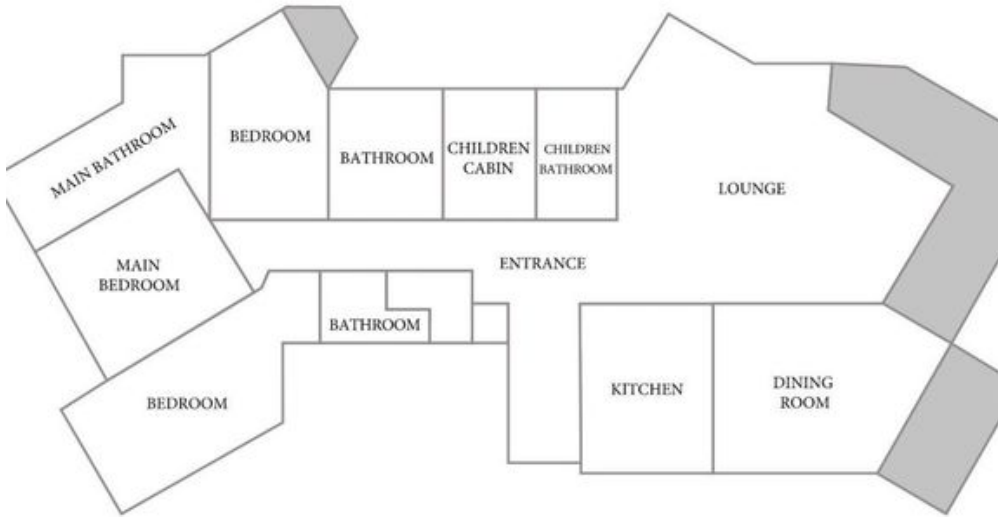 MAIN BATHROOM
BEDROOM
BATHROOM
CHILDREN
CABIN
CHILDREN
BATHROOM
LOUNGE
MAIN
BEDROOM
ENTRANCE
BATHROOM
BEDROOM
KITCHEN
DINING
ROOM